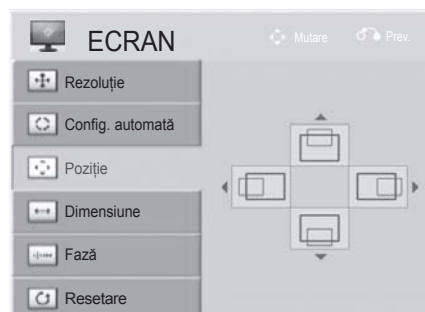 ECRAN
Mutare
Prev.
Rezoluție
Config. automată
Poziție
Dimensiune
Fază
Resetare